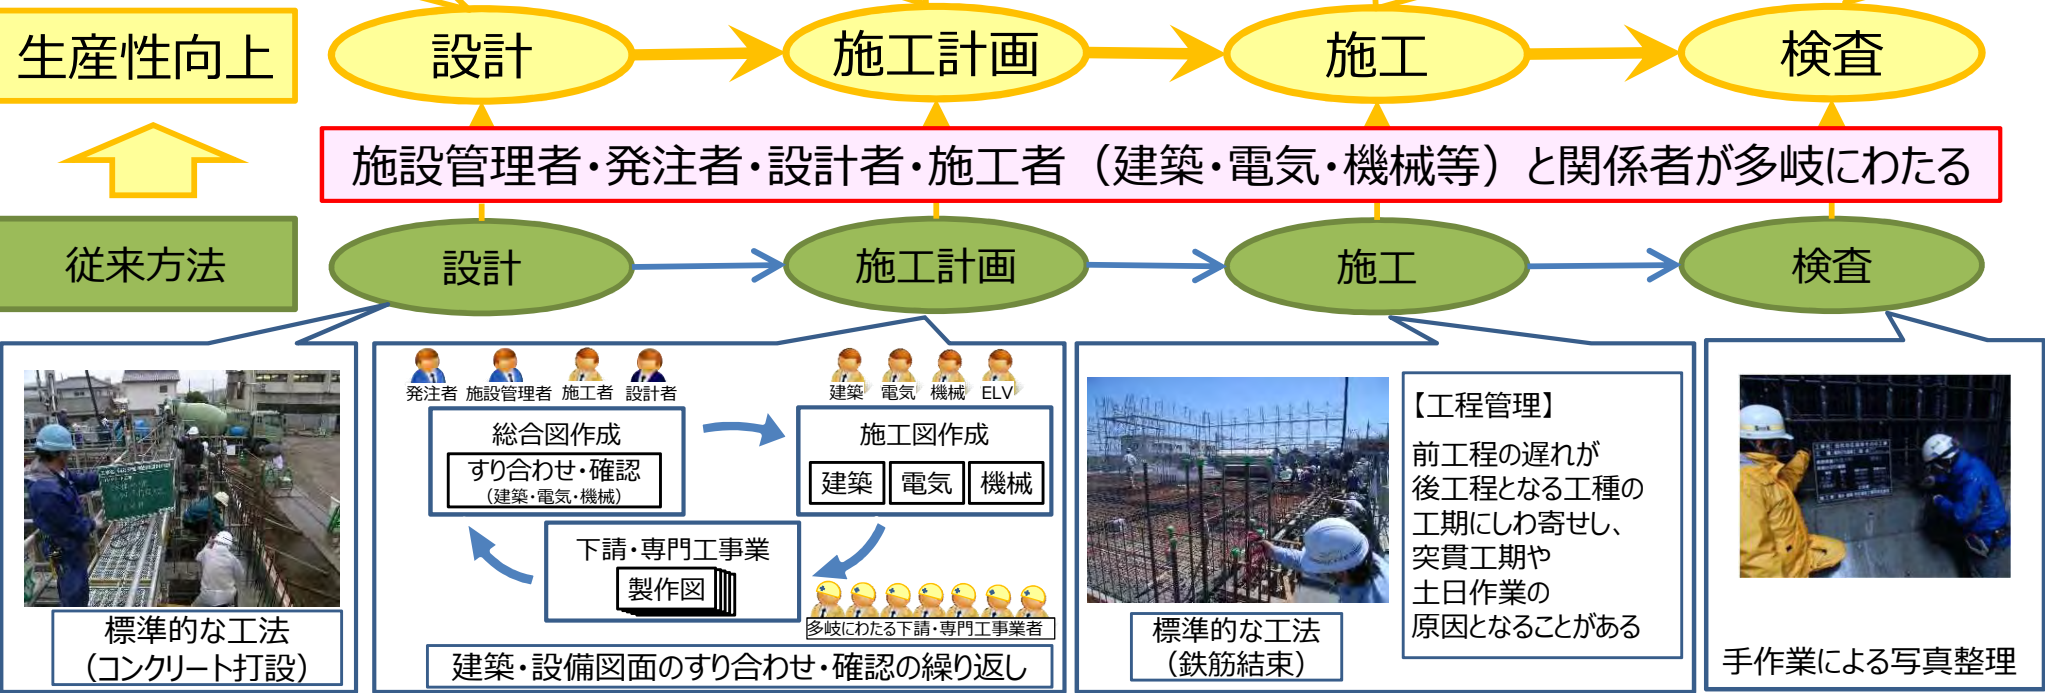 生産性向上
設計
施工計画
施工
検査
施設管理者・発注者・設計者・施工者（建築・電気・機械等）と関係者が多岐にわたる
従来方法
設計
施工計画
施工
検査
標準的な工法
（コンクリート打設）
発注者 施設管理者 施工者 設計者
総合図作成
すり合わせ・確認
（建築・電気・機械）
建築 電気 機械 ELV
施工図作成
建築 電気 機械
下請・専門工事業
製作図
多岐にわたる下請・専門工事業者
建築・設備図面のすり合わせ・確認の繰り返し
標準的な工法
（鉄筋結束）
【工程管理】
前工程の遅れが
後工程となる工種の
工期にしわ寄せし、
突貫工期や
土日作業の
原因となることがある
手作業による写真整理